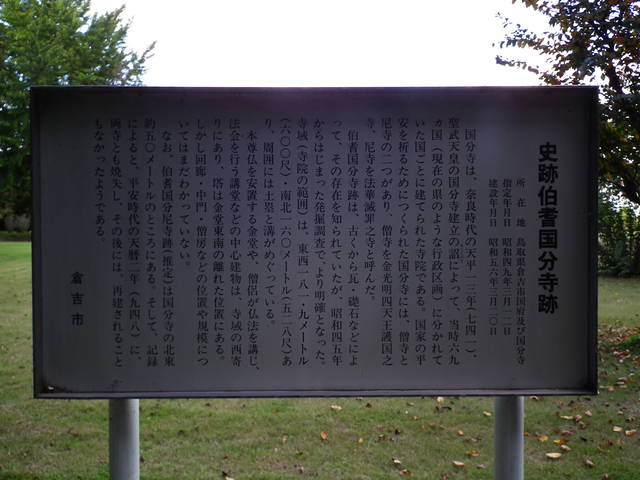 史跡伯耆国分寺跡
所在地 鳥取県倉吉市国府及び国分寺
指定年月日 昭和四九年三月一二日
建設年月日 昭和五六年三月二〇日
国分寺は、奈良時代の天平一三年(七四一)、
聖武天皇の国分寺建立の詔によって、当時六九
カ国(現在の県のような行政区画)に分かれて
いた国ごとに建てられた寺院である。国家の平
安を祈るためにつくられた国分寺には、僧寺と
尼寺の二つがあり、僧寺を金光明四天王護国之
寺、尼寺を法華滅罪之寺と呼んだ。
伯耆国分寺跡は、古くから瓦・礎石などによ
って、その存在を知られていたが、昭和四五年
からはじまった発掘調査で、より明確となった。
寺域(寺院の範囲)は、東西一八一・九メートル
(六〇〇尺)・南北一六〇メートル(五二八尺)あ
り、周囲には土塁と溝がめぐっている。
本尊仏を安置する金堂や、僧侶が仏法を講じ、
法会を行う講堂などの中心建物は、寺域の西寄
りにあり、塔は金堂東南の離れた位置にある。
しかし回廊・中門・僧房などの位置や規模につ
いてはまだわかっていない。
なお、伯耆国分尼寺跡(推定)は国分寺の北東
約五〇メートルのところにある。そして、記録
によると、平安時代の天暦二年(九四八)に、
両寺とも焼失し、その後には、再建されること
もなかったようである。
倉吉市